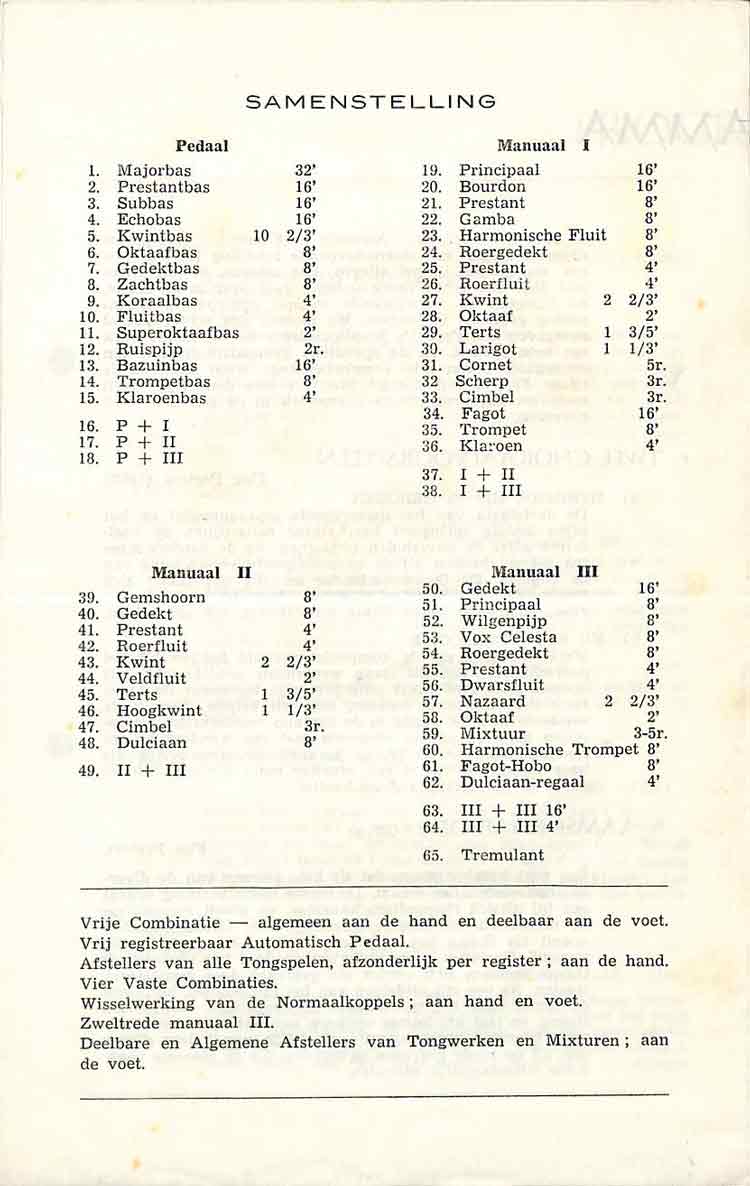 SAMENSTELLING
Pedaal
1. Majorbas 32'
2. Prestantbas 16'
3. Subbas 16'
4. Echobas 16'
5. Kwintbas 10 2/3'
6. Oktaafbas 8'
7. Gedektbas 8'
8. Zachtbas 8'
9. Koraalbas 4'
10. Fluitbas 4'
11. Superoktaafbas 2'
12. Ruispijp 2r.
13. Bazuinbas 16'
14. Trompetbas 8'
15. Klaroenbas 4'
16. P + I
17. P + II
18. P + III
Manuaal I
19. Principaal 16'
20. Bourdon 16'
21. Prestant 8'
22. Gamba 8'
23. Harmonische Fluit 8'
24. Roergedekt 8'
25. Prestant 4'
26. Roerfluit 4'
27. Kwint 2 2/3'
28. Oktaaf 2'
29. Terts 1 3/5'
30. Larigot 1 1/3'
31. Cornet 5r.
32 Scherp 3r.
33. Cimbel 3r.
34. Fagot 16'
35. Trompet 8'
36. Klaroen 4'
37. I + II
38. I + III
Manuaal II
39. Gemshoorn 8'
40. Gedekt 8'
41. Prestant 4'
42. Roerfluit 4'
43. Kwint 2 2/3'
44. Veldfluit 2'
45. Terts 1 3/5'
46. Hoogkwint 1 1/3'
47. Cimbel 3r.
48. Dulciaan 8'
49. II + III
Manuaal III
50. Gedekt 16'
51. Principaal 8'
52. Wilgenpijp 8'
53. Vox Celesta 8'
54. Roergedekt 8'
55. Prestant 4'
56. Dwarsfluit 4'
57. Nazaard 2 2/3'
58. Oktaaf 2'
59. Mixtuur 3-5r.
60. Harmonische Trompet 8'
61. Fagot-Hobo 8'
62. Dulciaan-regaal 4'
63. III + III 16'
64. III + III 4'
65. Tremulant
Vrije Combinatie — algemeen aan de hand en deelbaar aan de voet.
Vrij registreerbaar Automatisch Pedaal.
Afstellers van alle Tongspelen, afzonderlijk per register ; aan de hand.
Vier Vaste Combinaties.
Wisselwerking van de Normaalkoppels ; aan hand en voet.
Zweltrede manuaal III.
Deelbare en Algemene Afstellers van Tongwerken en Mixturen ; aan
de voet.